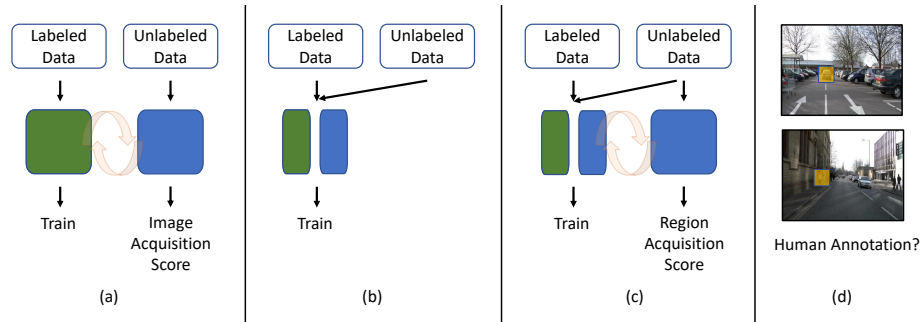 Labeled
Data
Unlabeled
Data
Train
Image
Acquisition
Score
(a)
Labeled
Data
Unlabeled
Data
Train
(b)
Labeled
Data
Unlabeled
Data
Train
Region
Acquisition
Score
(c)
Human Annotation?
(d)